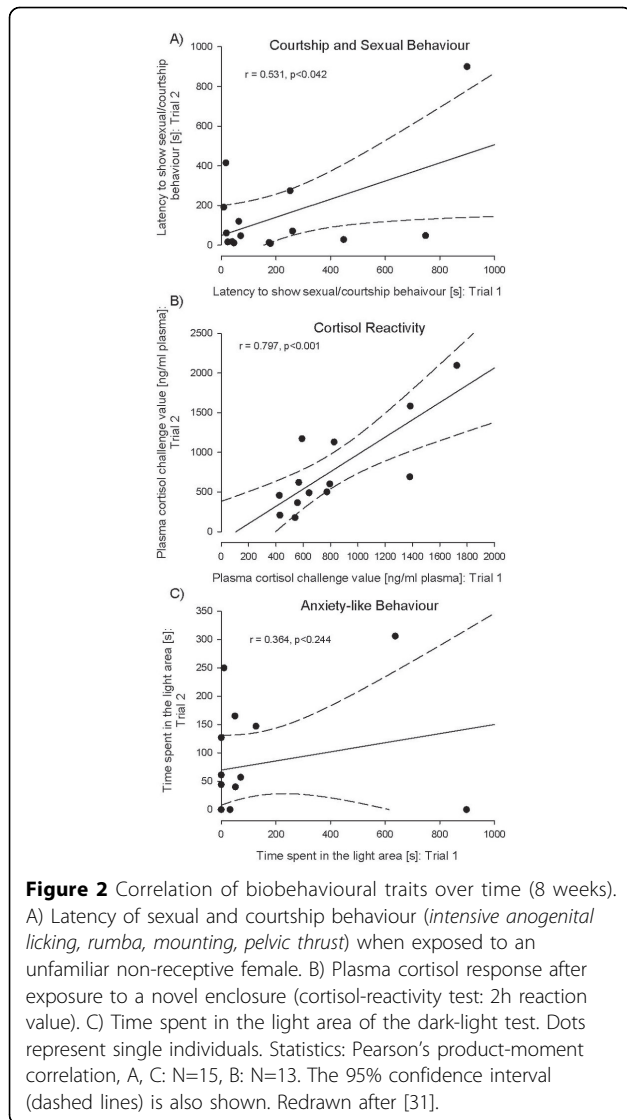 A)
Courtship and Sexual Behaviour
r = 0.531, p<0.042
Latency to show sexual/courtship
behaviour [s]: Trial 2
1000
800
600
400
200
0
0 200 400 600 800 1000
Latency to show sexual/courtship behaivour [s]: Trial 1
B)
Cortisol Reactivity
r = 0.797, p<0.001
Plasma cortisol challenge value [ng/ml plasma]:
Trial 2
2500
2000
1500
1000
500
0
0 200 400 600 800 1000 1200 1400 1600 1800 2000
Plasma cortisol challenge value [ng/ml plasma]: Trial 1
C)
Anxiety-like Behaviour
r = 0.364, p<0.244
Time spent in the light area [s]:
Trial 2
350
300
250
200
150
100
50
0
0 200 400 600 800 1000
Time spent in the light area [s]: Trial 1
Figure 2 Correlation of biobehavioural traits over time (8 weeks).
A) Latency of sexual and courtship behaviour (intensive anogenital
licking, rumba, mounting, pelvic thrust) when exposed to an
unfamiliar non-receptive female. B) Plasma cortisol response after
exposure to a novel enclosure (cortisol-reactivity test: 2h reaction
value). C) Time spent in the light area of the dark-light test. Dots
represent single individuals. Statistics: Pearson's product-moment
correlation, A, C: N=15, B: N=13. The 95% confidence interval
(dashed lines) is also shown. Redrawn after [31].